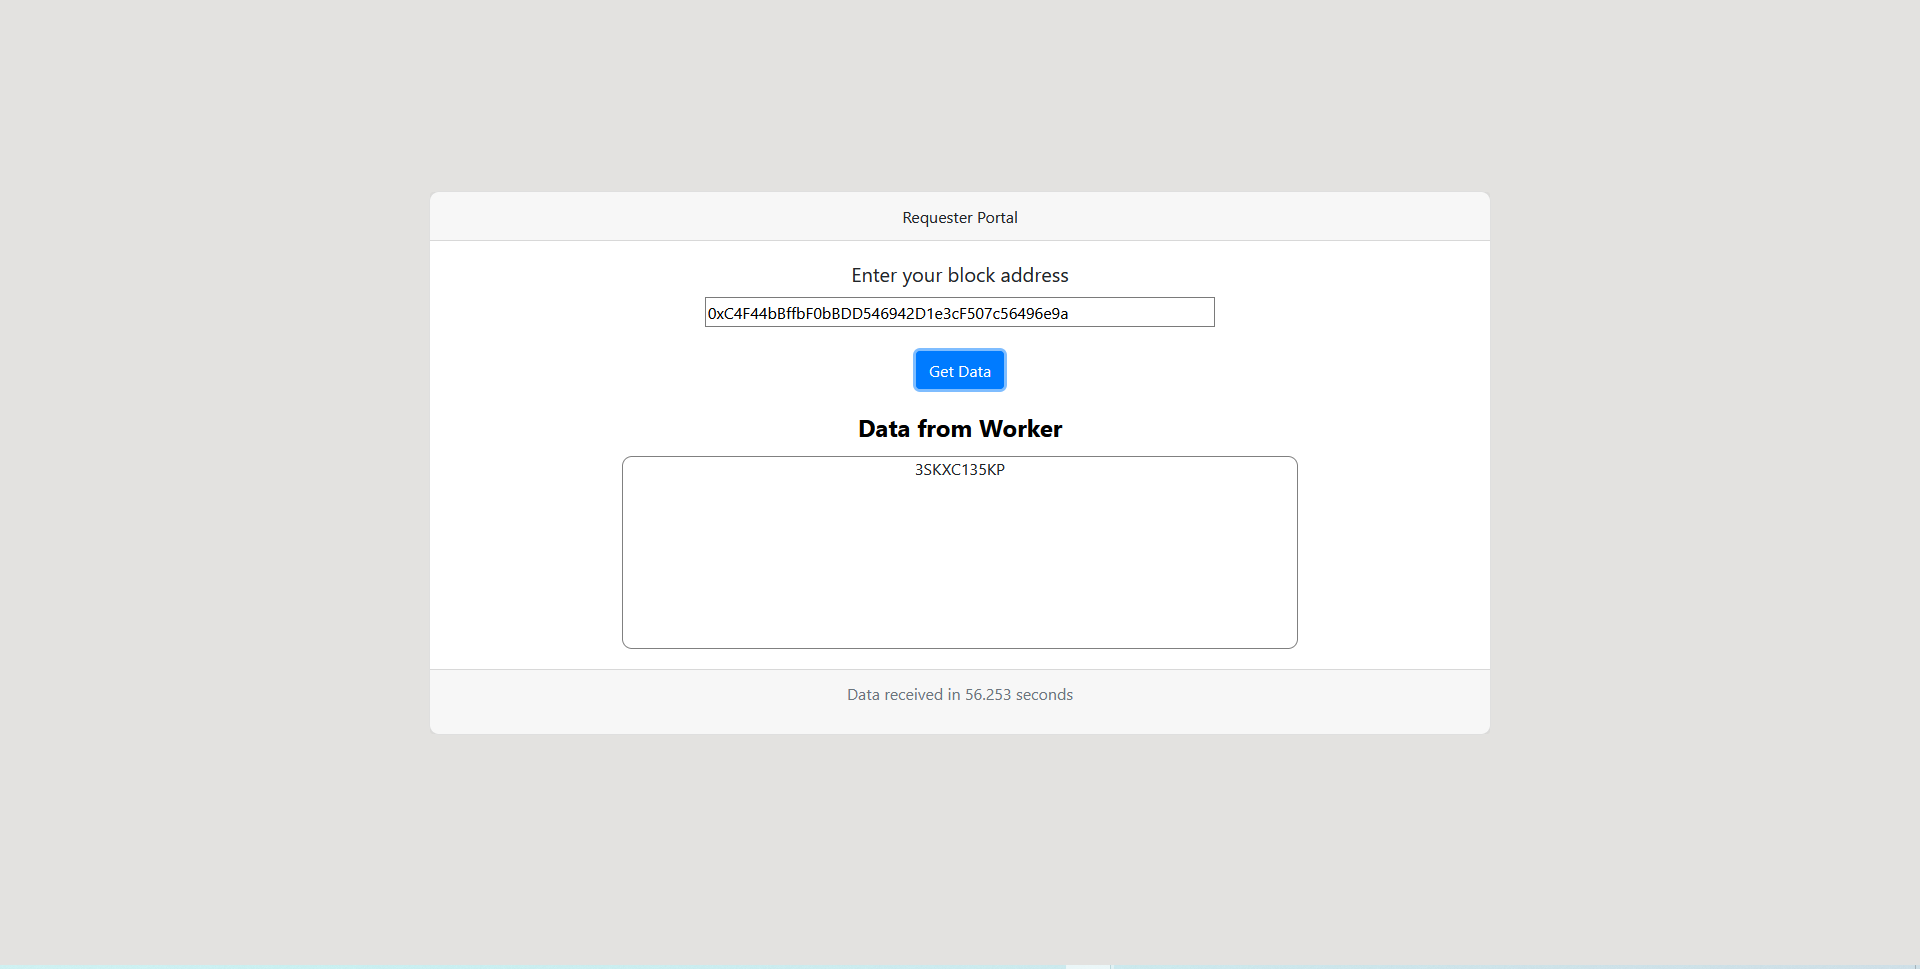 Requester Portal
Enter your block address
0xC4F44bBffbF0bBDD546942D1e3cF507c56496e9a
Get Data
Data from Worker
3SKXC135KP
Data received in 56.253 seconds